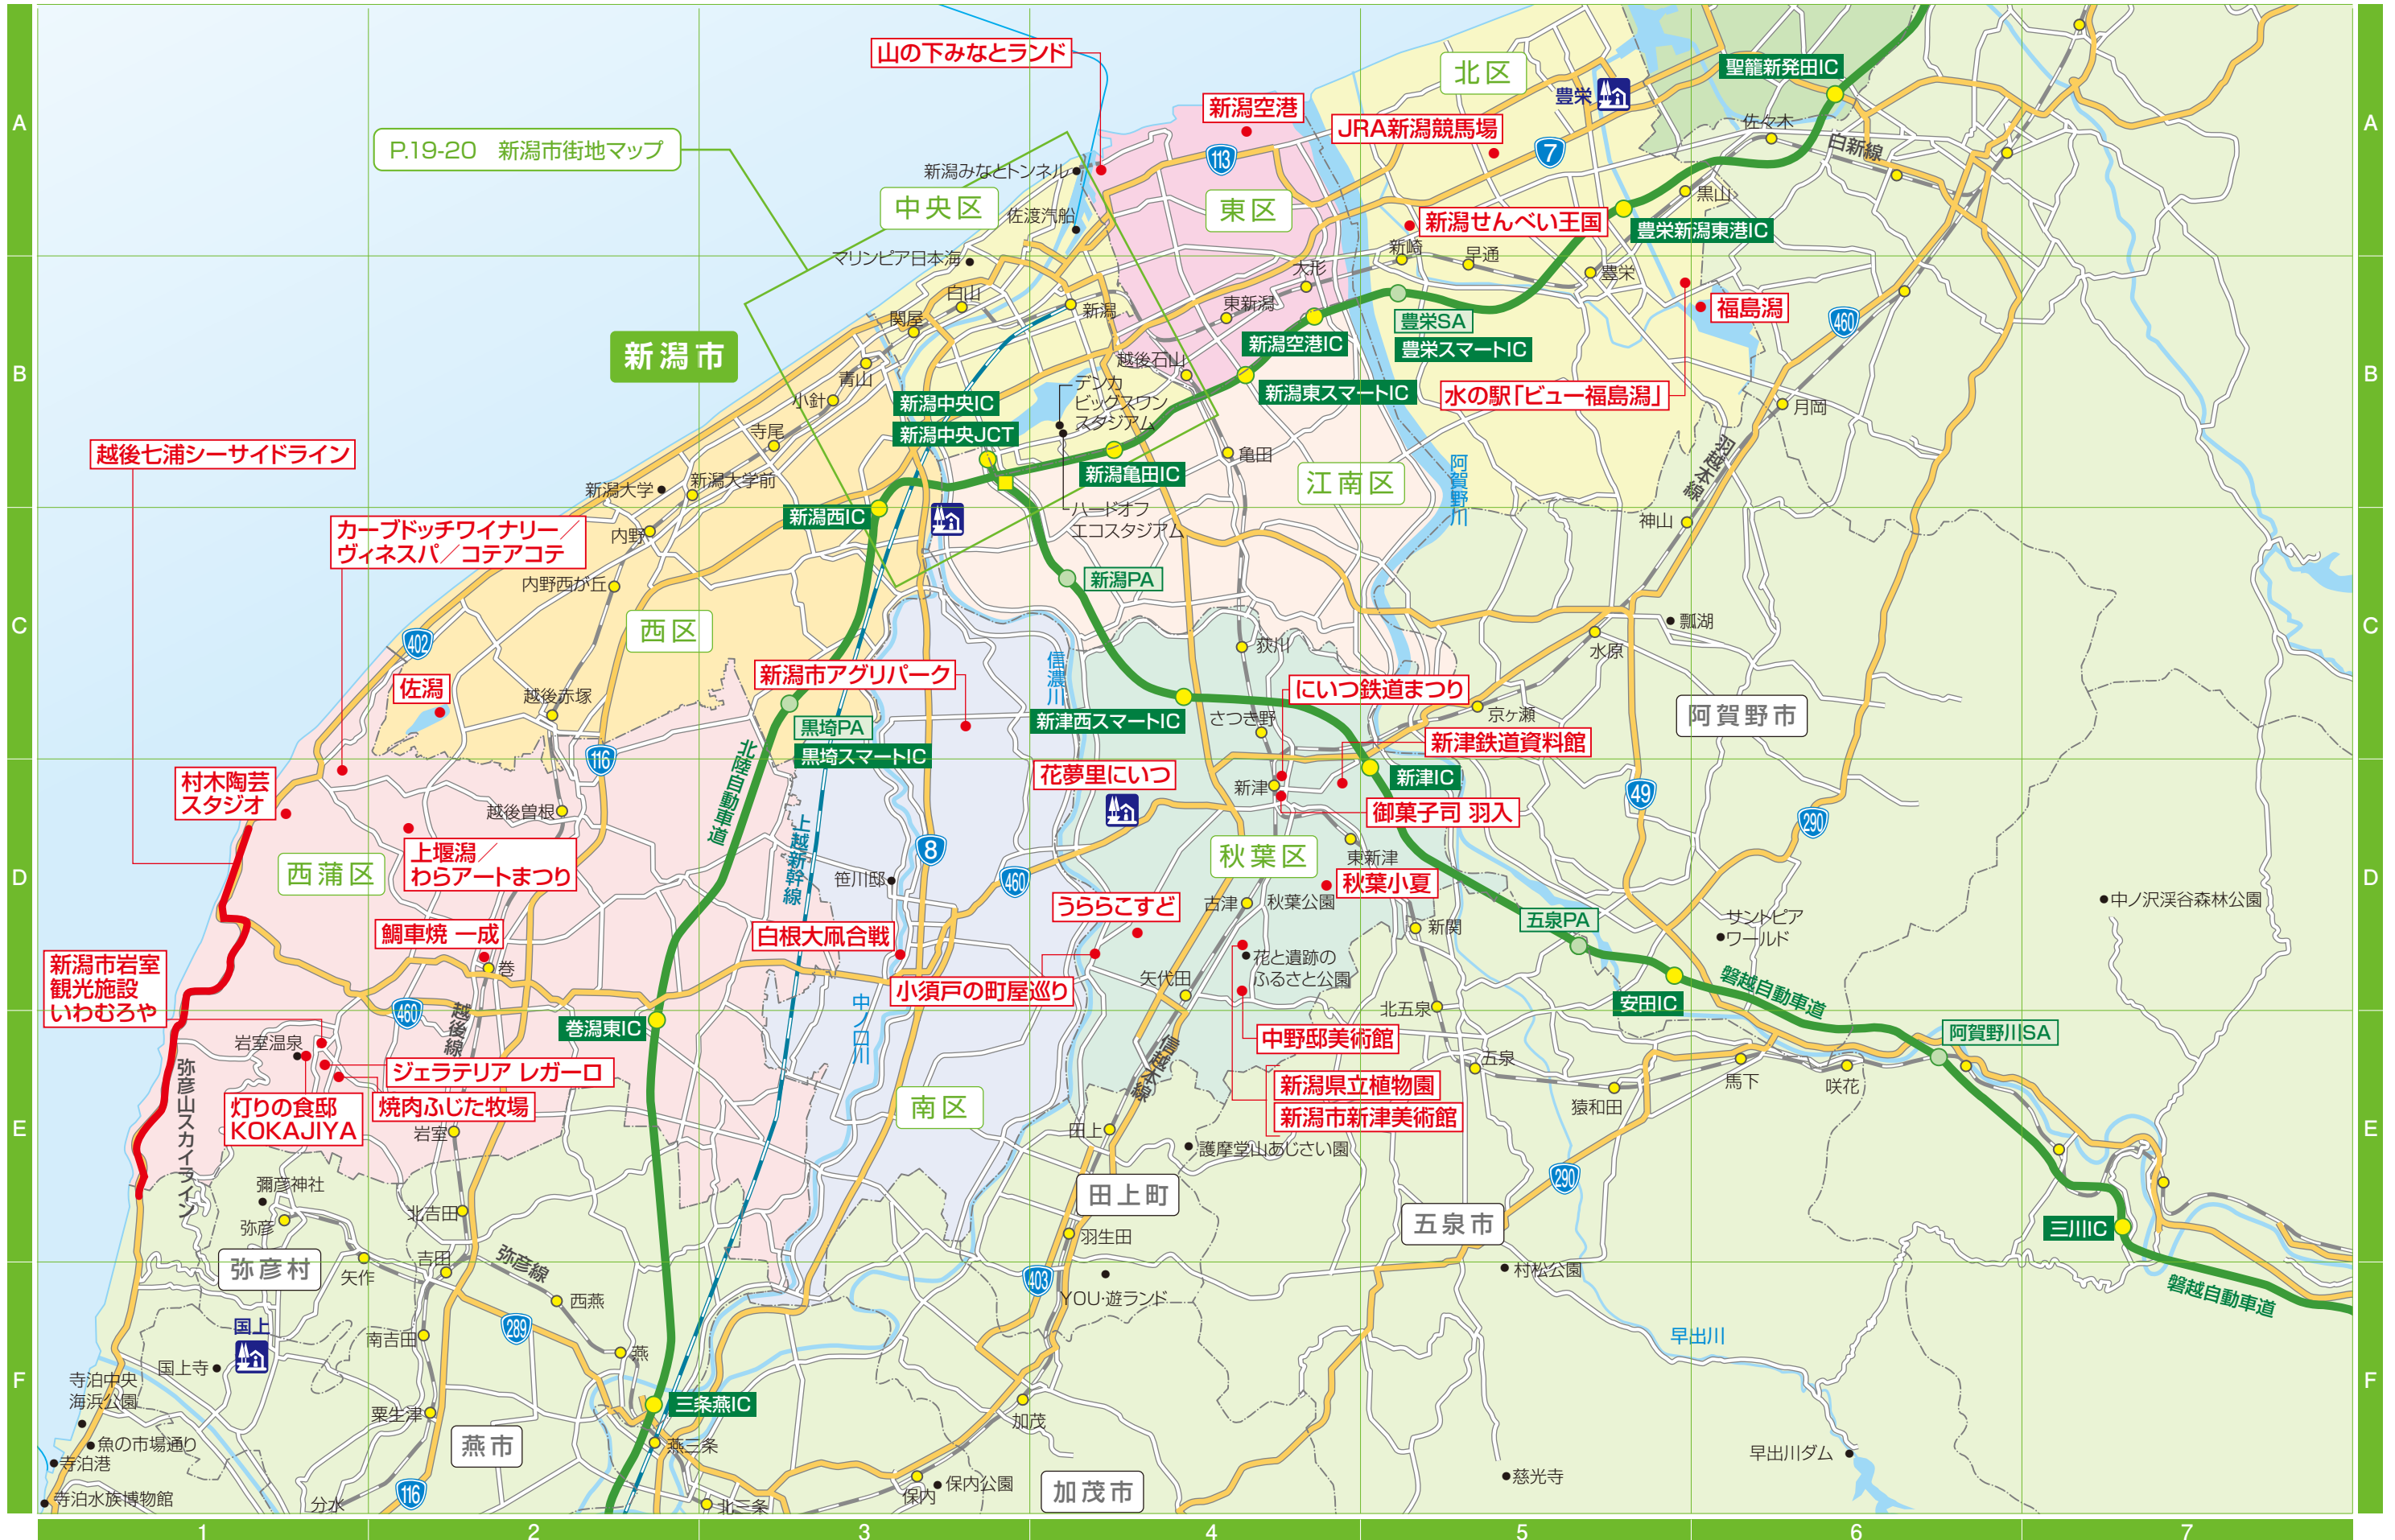 A
B
C
D
E
F
A
B
C
D
E
F
1
2
3
4
5
6
7
山の下みなとランド
新潟空港
北区
聖籠新発田IC
豊栄
P.19-20 新潟市街地マップ
JRA新潟競馬場
113
7
佐々木
白新線
新潟みなとトンネル
中央区
佐渡汽船
東区
黒山
新潟せんべい王国
豊栄新潟東港IC
マリンピア日本海
新崎
早通
大形
豊栄
白山
新潟
東新潟
関屋
福島潟
豊栄SA
豊栄スマートIC
460
新潟市
新潟空港IC
越後石山
青山
デンカ
ビッグスワン
スタジアム
新潟東スマートIC
水の駅「ビュー福島潟」
小針
新潟中央IC
月岡
寺尾
新潟中央JCT
亀田
羽越本線
越後七浦シーサイドライン
新潟亀田IC
江南区
阿賀野川
新潟大学
新潟大学前
新潟西IC
ハードオフ
エコスタジアム
神山
カーブドッチワイナリー/
ヴィネスパ/コテアコテ
内野
内野西が丘
新潟PA
西区
402
瓢湖
荻川
水原
信濃川
新潟市アグリパーク
佐潟
越後赤塚
にいつ鉄道まつり
新津西スマートIC
さつき野
京ヶ瀬
阿賀野市
黒埼PA
黒埼スマートIC
新津鉄道資料館
116
北陸自動車道
花夢里にいつ
新津
新津IC
村木陶芸
スタジオ
越後曽根
49
御菓子司 羽入
290
上越新幹線
8
東新津
西蒲区
上堰潟/
わらアートまつり
秋葉区
笹川邸
460
秋葉小夏
うららこすど
古津
秋葉公園
中ノ沢渓谷森林公園
五泉PA
サントピア
ワールド
鯛車焼 一成
白根大凧合戦
新関
巻
新潟市岩室
観光施設
いわむろや
花と遺跡の
ふるさと公園
小須戸の町屋巡り
矢代田
磐越自動車道
460
越後線
中ノ口川
北五泉
安田IC
巻潟東IC
岩室温泉
中野邸美術館
阿賀野川SA
信越本線
弥彦山スカイライン
ジェラテリア レガーロ
五泉
馬下
咲花
新潟県立植物園
新潟市新津美術館
焼肉ふじた牧場
灯りの食邸
KOKAJIYA
猿和田
南区
岩室
田上
護摩堂山あじさい園
290
彌彦神社
田上町
弥彦
北吉田
五泉市
三川IC
羽生田
弥彦村
矢作
吉田
弥彦線
村松公園
403
YOU・遊ランド
磐越自動車道
西燕
国上
289
南吉田
早出川
燕
国上寺
寺泊中央
海浜公園
粟生津
三条燕IC
加茂
魚の市場通り
燕市
燕三条
寺泊港
早出川ダム
保内公園
保内
慈光寺
寺泊水族博物館
分水
116
北三条
加茂市